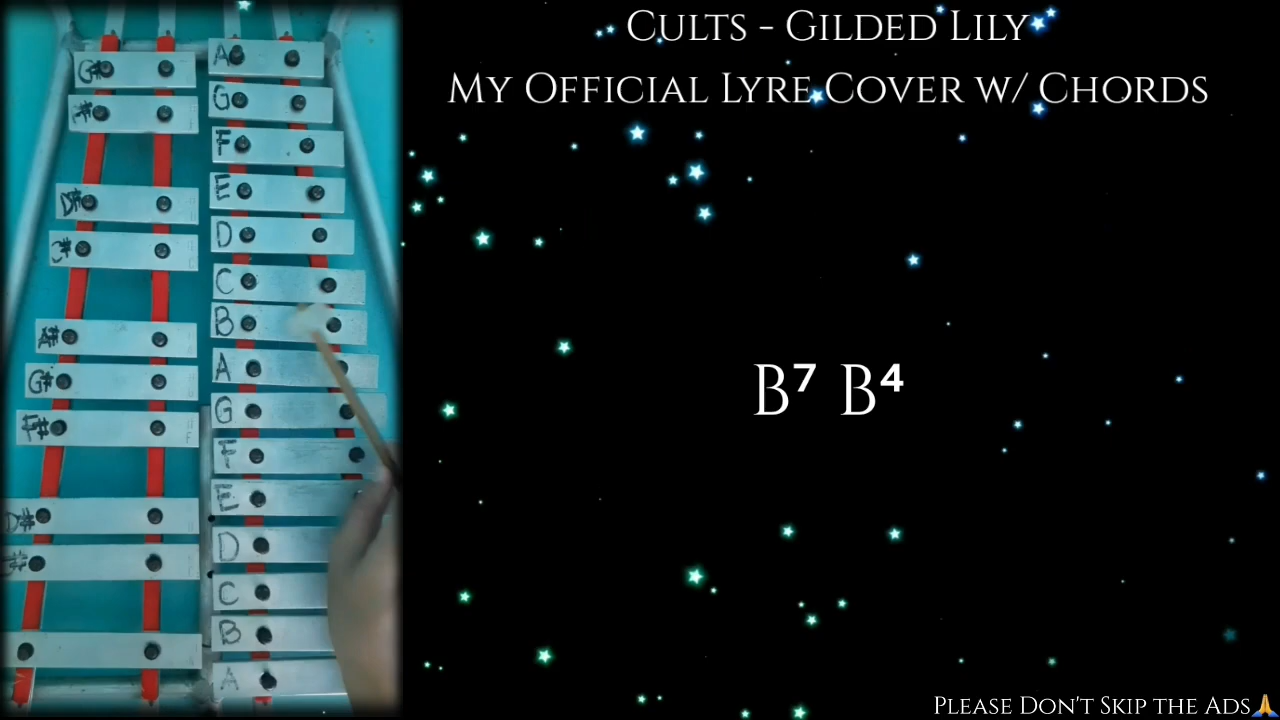 Cults - Gilded Lily
My Official Lyre Cover w/ Chords
B⁷ B⁴
G# A
# G
F
D# E
C# D
C
# B
G# A
F# G
F
E
D# D
C# C
B
A
Please Don't Skip the Ads🙏